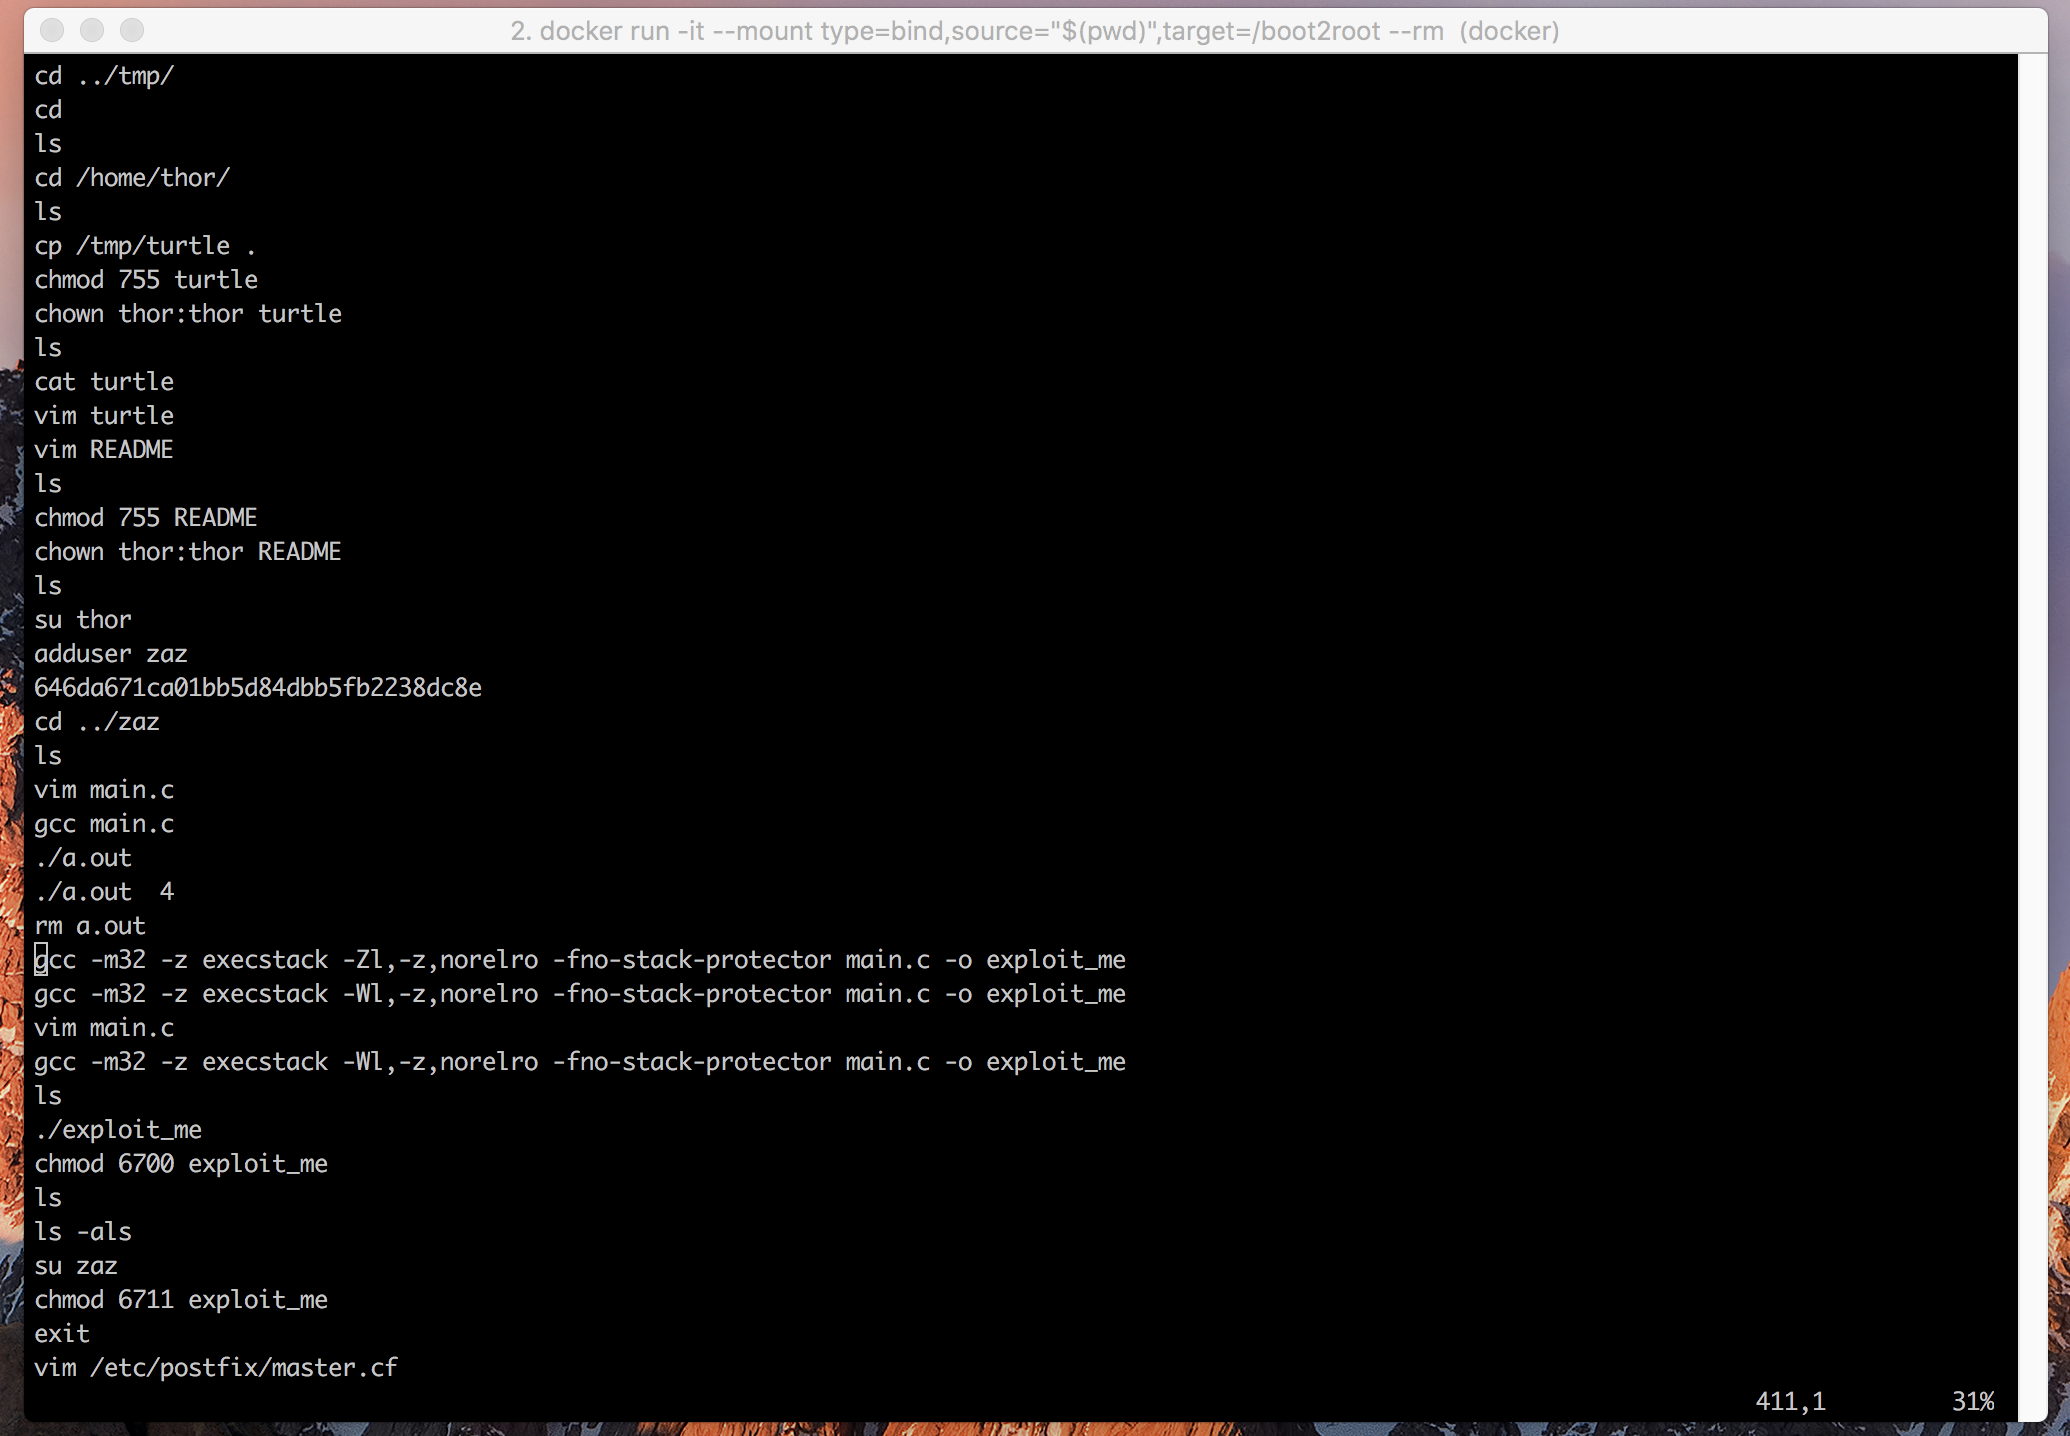 2. docker run -it --mount type=bind,source="$(pwd)",target=/boot2root --rm (docker)
cd ../tmp/
cd
ls
cd /home/thor/
ls
cp /tmp/turtle .
chmod 755 turtle
chown thor:thor turtle
ls
cat turtle
vim turtle
vim README
ls
chmod 755 README
chown thor:thor README
ls
su thor
adduser zaz
646da671ca01bb5d84dbb5fb2238dc8e
cd ../zaz
ls
vim main.c
gcc main.c
./a.out
./a.out  4
rm a.out
gcc -m32 -z execstack -Zl,-z,norelro -fno-stack-protector main.c -o exploit_me
gcc -m32 -z execstack -Wl,-z,norelro -fno-stack-protector main.c -o exploit_me
vim main.c
gcc -m32 -z execstack -Wl,-z,norelro -fno-stack-protector main.c -o exploit_me
ls
./exploit_me
chmod 6700 exploit_me
ls
ls -als
su zaz
chmod 6711 exploit_me
exit
vim /etc/postfix/master.cf
411,1 31%